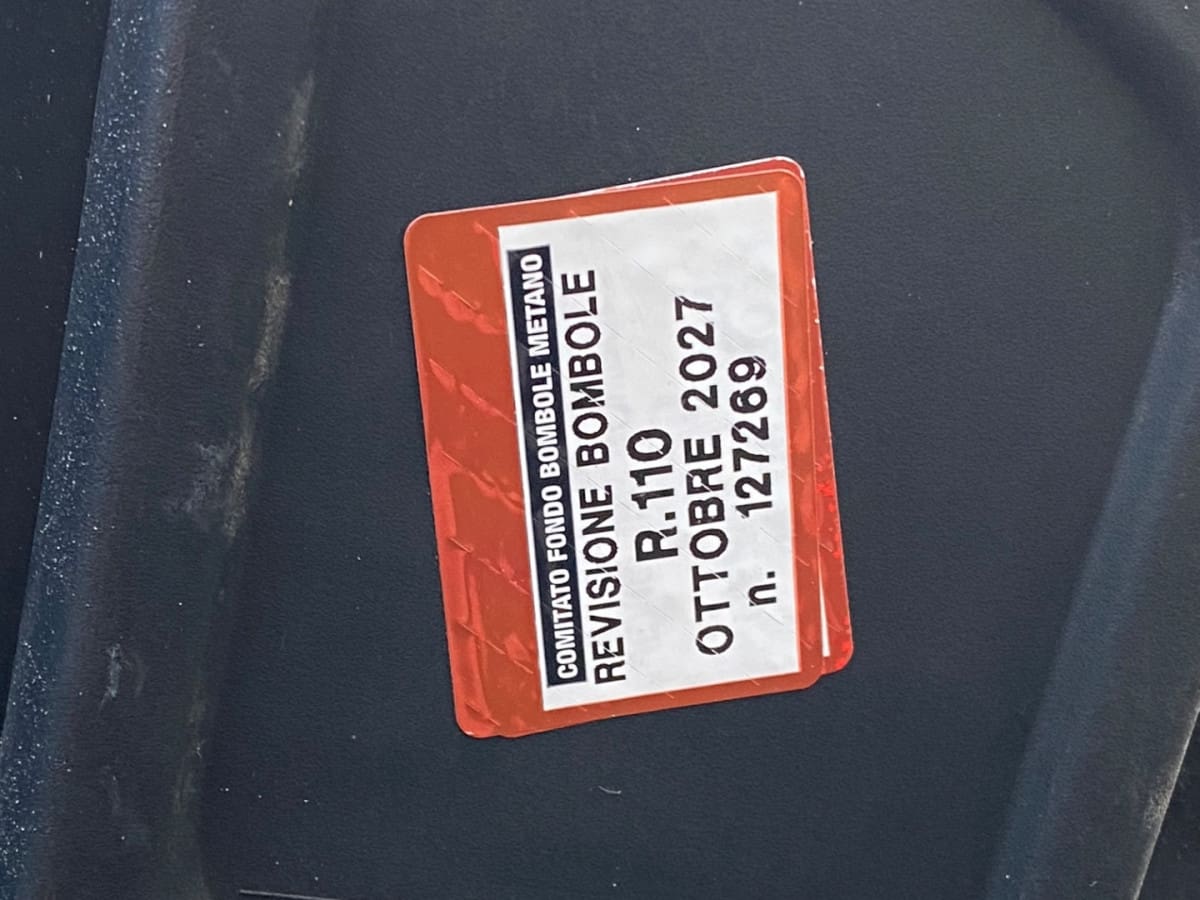 COMITATO FONDO BOMBOLE METANO
REVISIONE BOMBOLE
R.110
OTTOBRE 2027
n. 127269